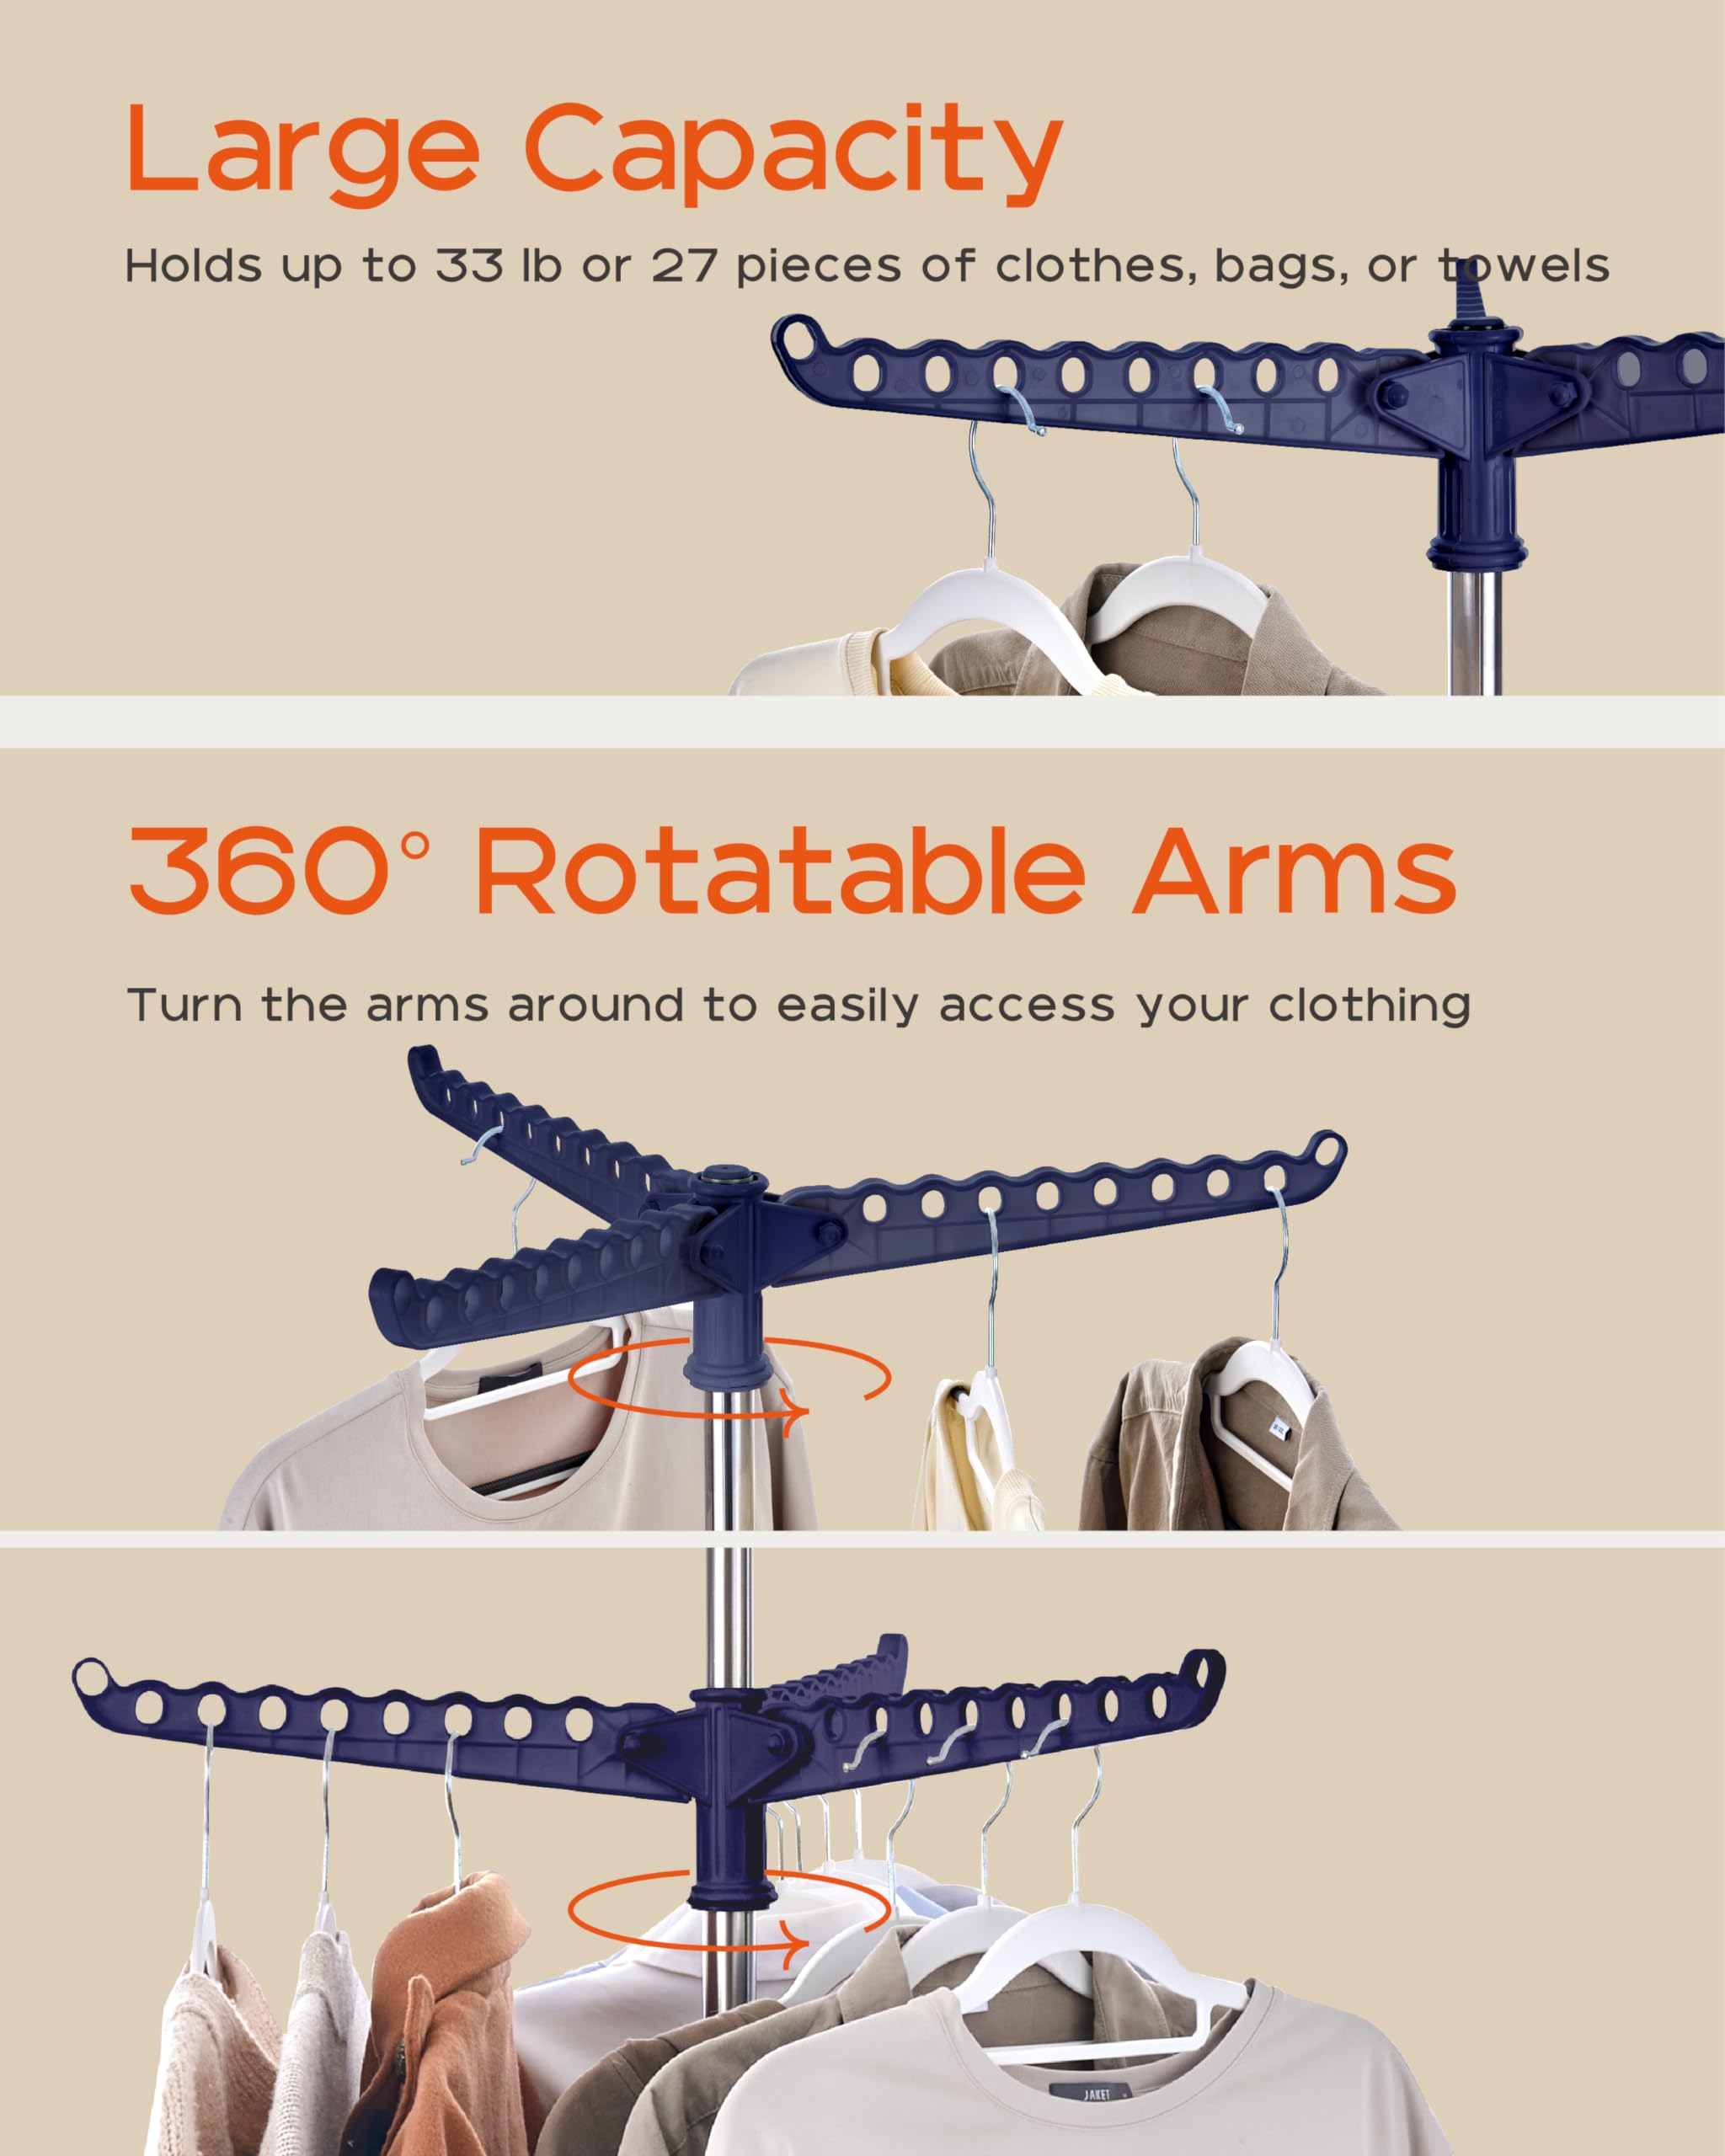 Large Capacity
Holds up to 33 lb or 27 pieces of clothes, bags, or towels
360° Rotatable Arms
Turn the arms around to easily access your clothing
JAKET